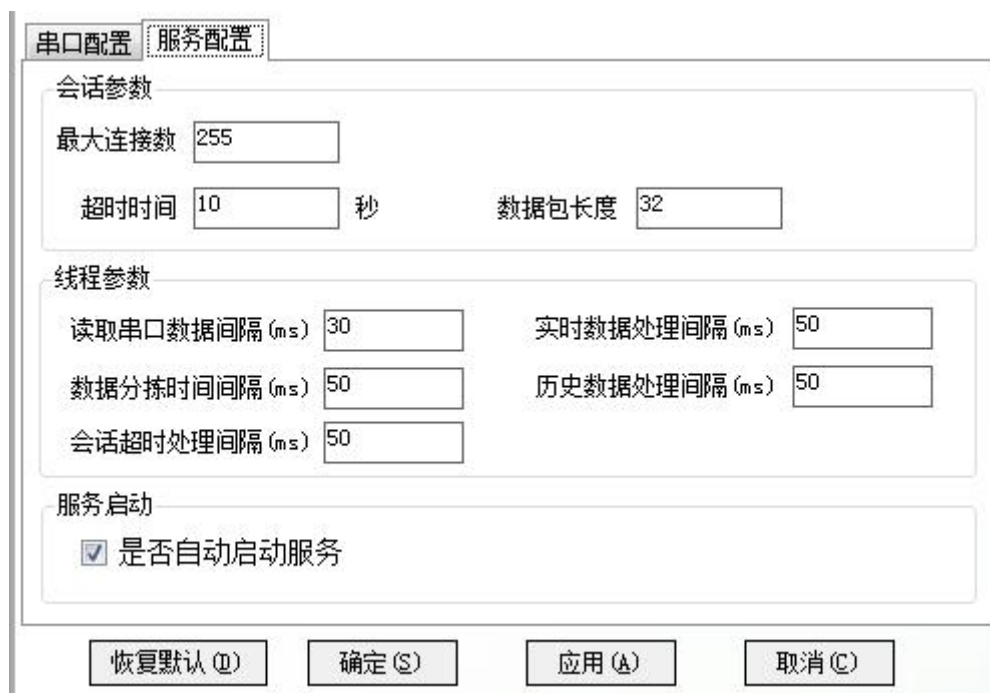 串口配置 服务配置
会话参数
最大连接数 255
超时时间 10 秒 数据包长度 32
线程参数
读取串口数据间隔(ms) 30 实时数据处理间隔(ms) 50
数据分拣时间间隔(ms) 50 历史数据处理间隔(ms) 50
会话超时处理间隔(ms) 50
服务启动
是否自动启动服务
恢复默认(D) 确定(S) 应用(A) 取消(C)